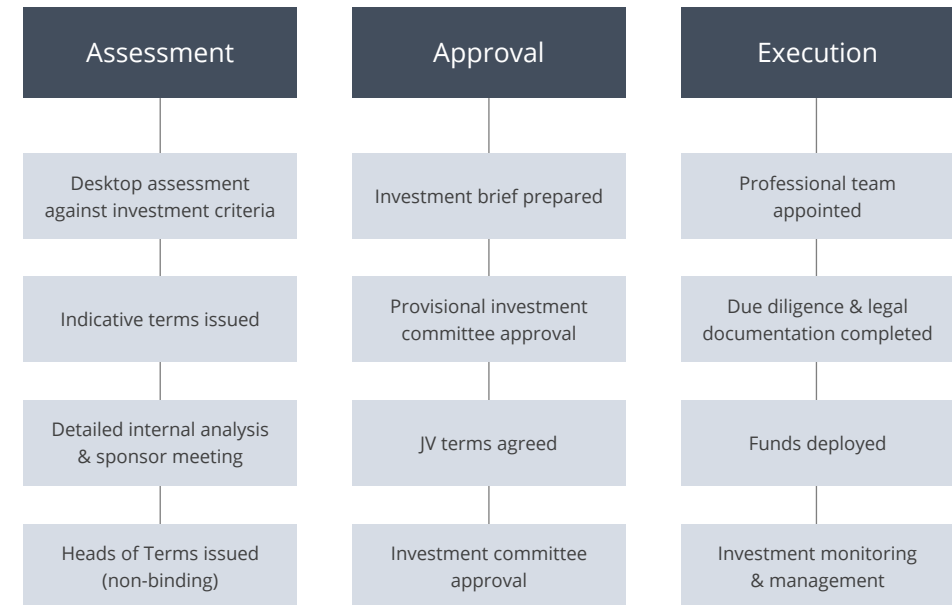 Assessment
Desktop assessment
against investment criteria
Indicative terms issued
Detailed internal analysis
& sponsor meeting
Heads of Terms issued
(non-binding)
Approval
Investment brief prepared
Provisional investment
committee approval
JV terms agreed
Investment committee
approval
Execution
Professional team
appointed
Due diligence & legal
documentation completed
Funds deployed
Investment monitoring
& management